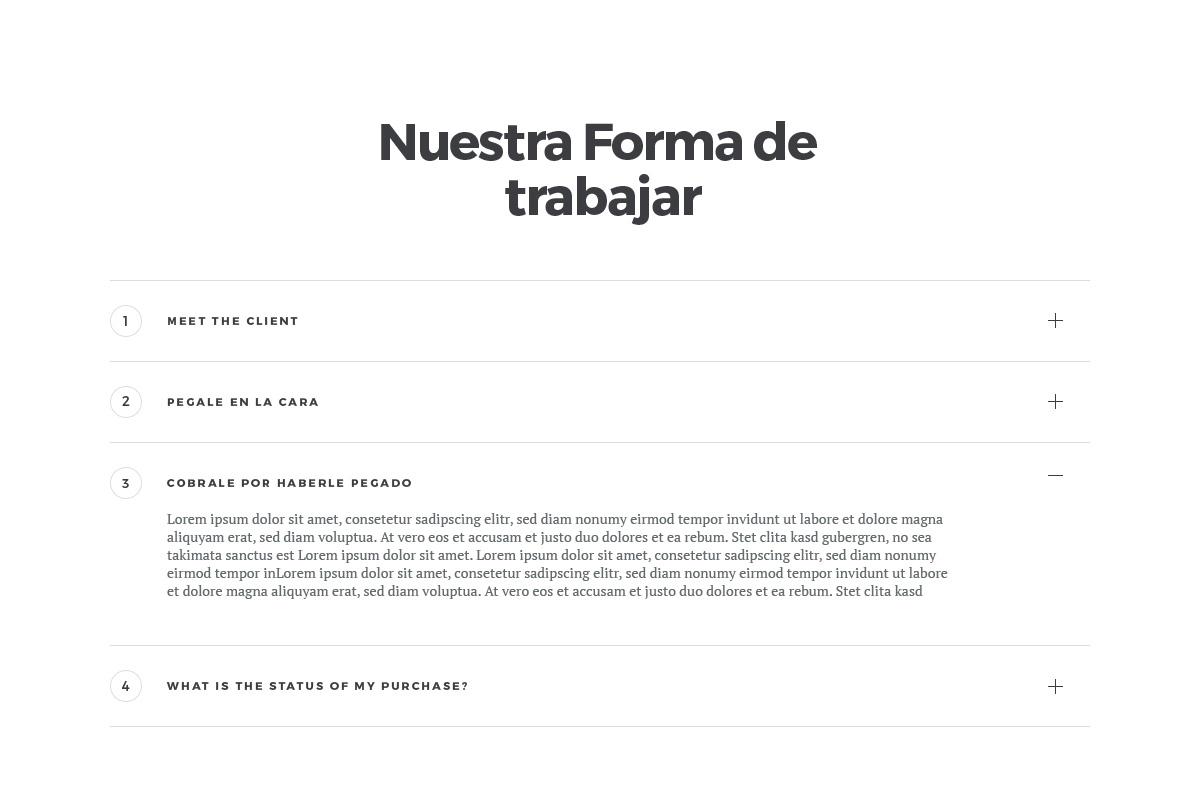 Nuestra Forma de
trabajar
1 MEET THE CLIENT
2 PEGALE EN LA CARA
3 COBRALE POR HABERLE PEGADO
Lorem ipsum dolor sit amet, consetetur sadipscing elitr, sed diam nonumy eirmod tempor invidunt ut labore et dolore magna
aliquyam erat, sed diam voluptua. At vero eos et accusam et justo duo dolores et ea rebum. Stet clita kasd gubergren, no sea
takimata sanctus est Lorem ipsum dolor sit amet. Lorem ipsum dolor sit amet, consetetur sadipscing elitr, sed diam nonumy
eirmod tempor inLorem ipsum dolor sit amet, consetetur sadipscing elitr, sed diam nonumy eirmod tempor invidunt ut labore
et dolore magna aliquyam erat, sed diam voluptua. At vero eos et accusam et justo duo dolores et ea rebum. Stet clita kasd
4 WHAT IS THE STATUS OF MY PURCHASE?